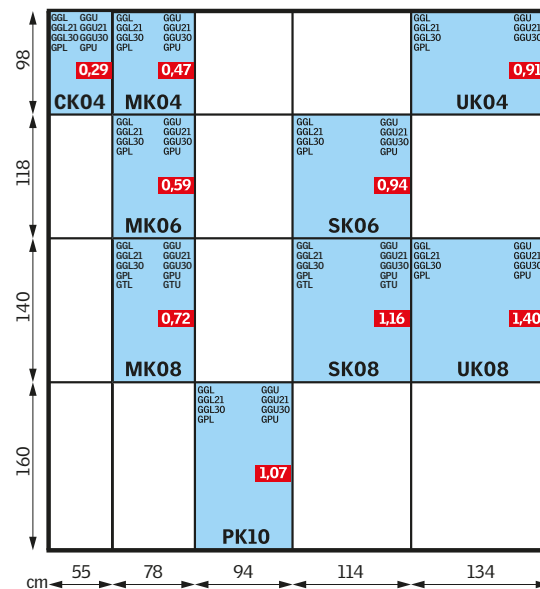 98
GGL GGU
GGL21 GGU21
GGL30 GGU30
GPL GPU
0,29
CK04
GGL GGU
GGL21 GGU21
GGL30 GGU30
GPL GPU
0,47
MK04
GGL GGU
GGL21 GGU21
GGL30 GGU30
GPL
0,91
UK04
118
GGL GGU
GGL21 GGU21
GGL30 GGU30
GPL GPU
0,59
MK06
GGL GGU
GGL21 GGU21
GGL30 GGU30
GPL GPU
0,94
SK06
140
GGL GGU
GGL21 GGU21
GGL30 GGU30
GPL GPU
GTL GTU
0,72
MK08
GGL GGU
GGL21 GGU21
GGL30 GGU30
GPL GPU
GTL GTU
1,16
SK08
GGL GGU
GGL21 GGU21
GGL30 GGU30
GPL GPU
1,40
UK08
160
GGL GGU
GGL21 GGU21
GGL30 GGU30
GPL GPU
1,07
PK10
cm 55 78 94 114 134